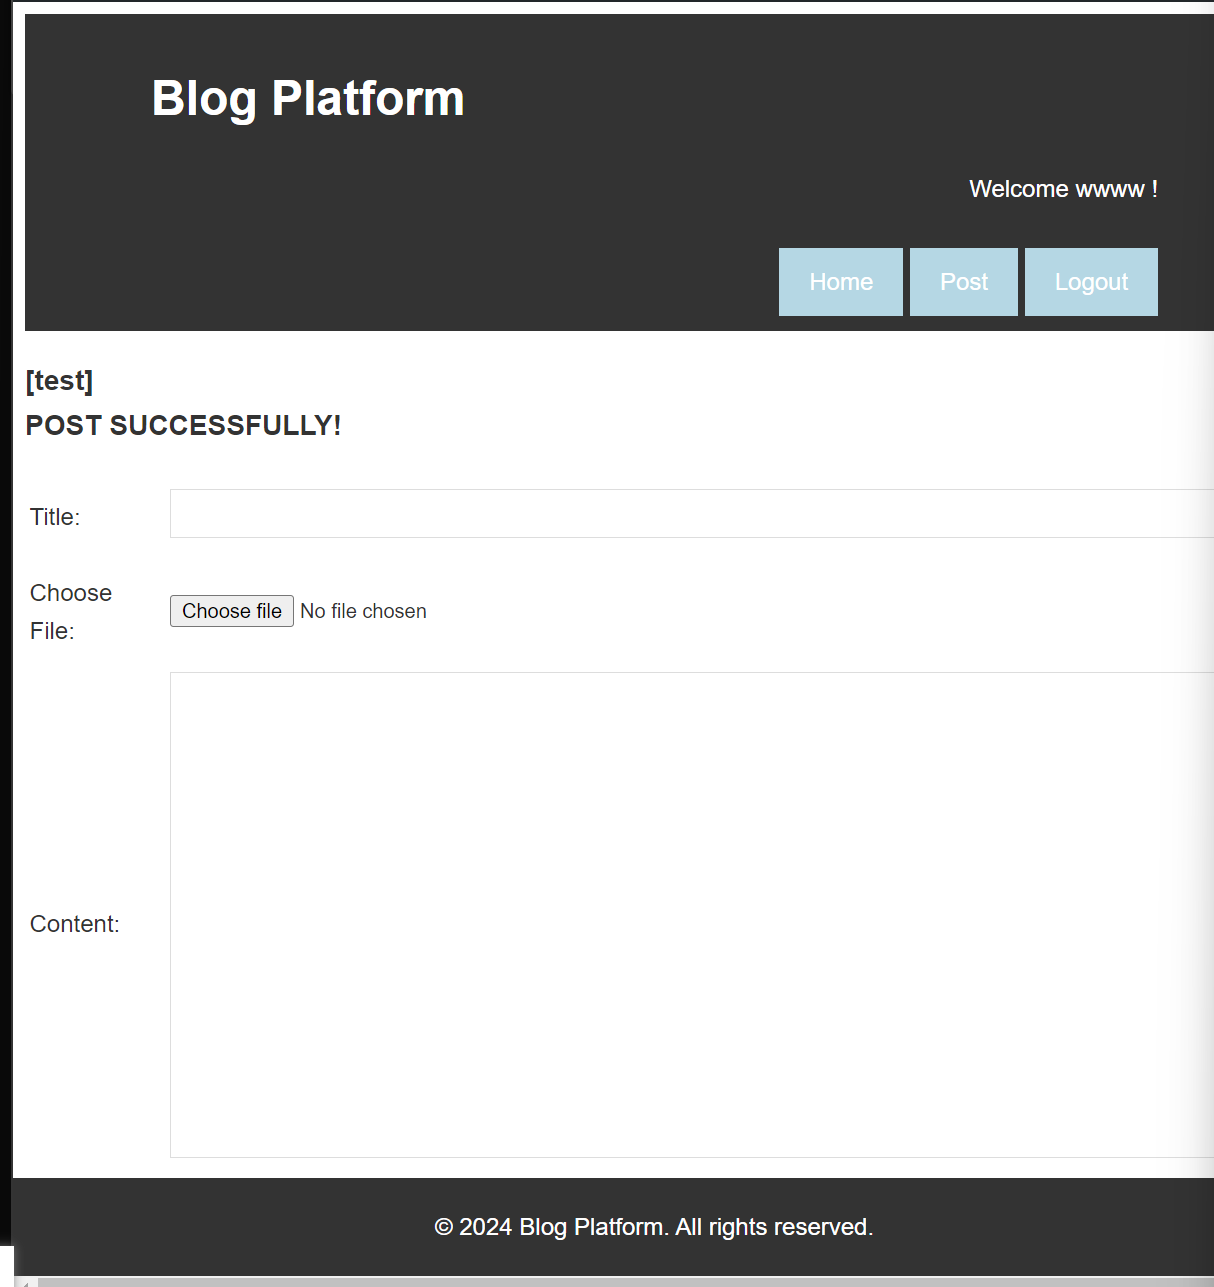 Blog Platform
Welcome wwww !
Home Post Logout
[test]
POST SUCCESSFULLY!
Title:
Choose
File:
Choose file No file chosen
Content:
© 2024 Blog Platform. All rights reserved.